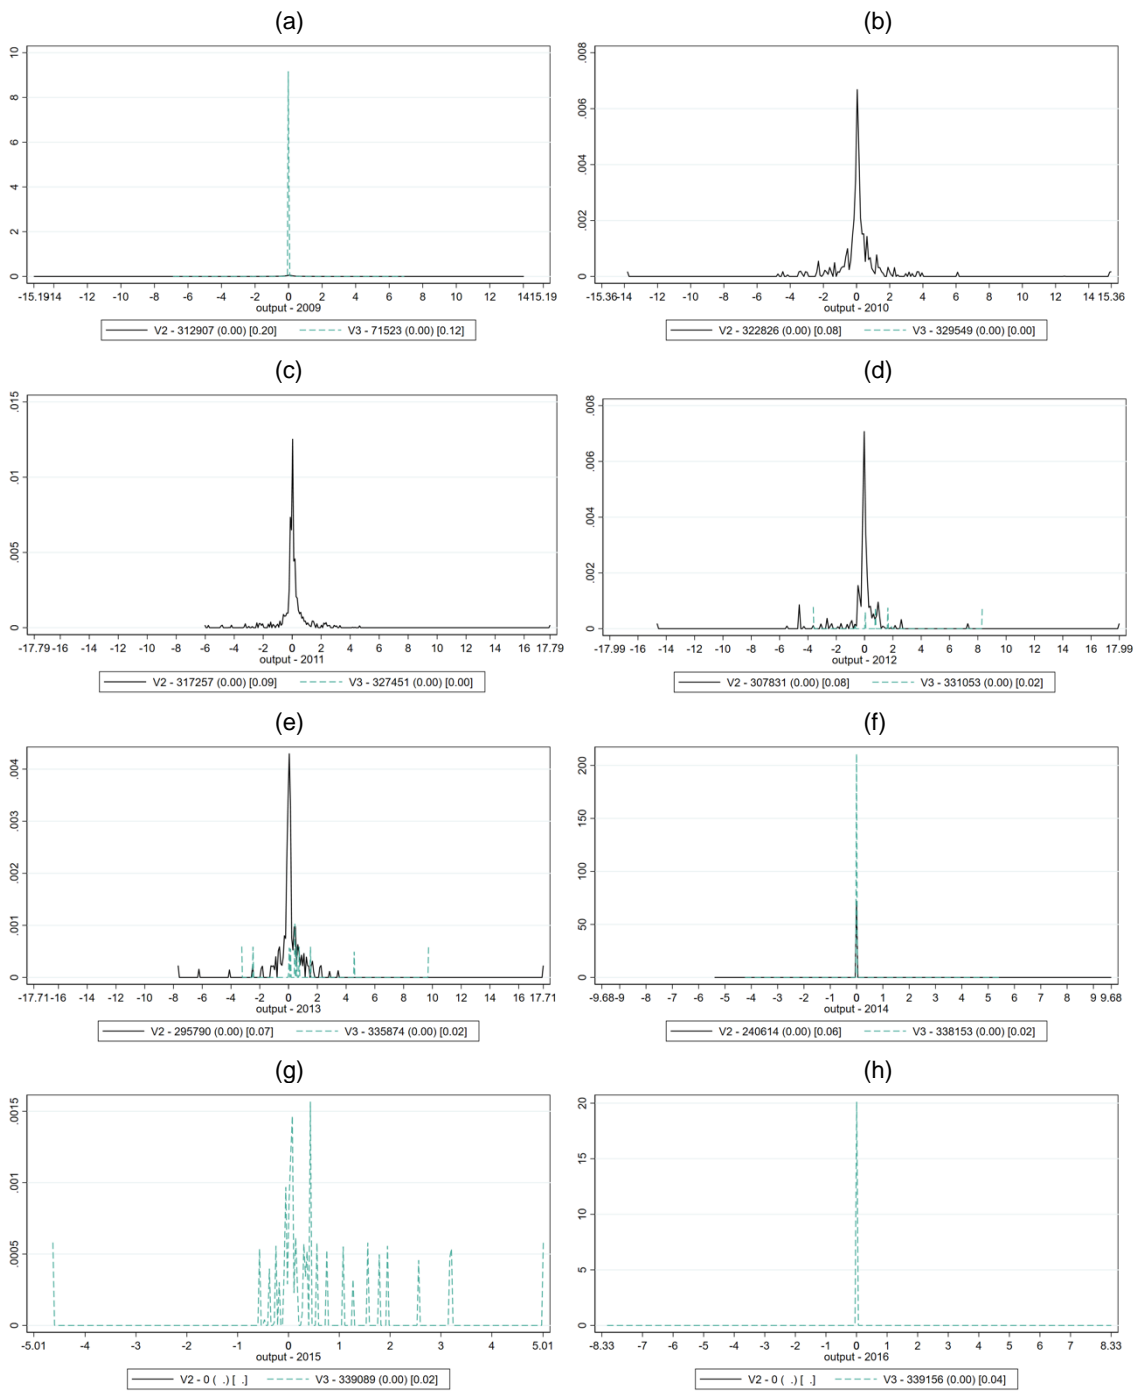 (a)
10
8
6
4
2
0
-15.1914 -12 -10 -8 -6 -4 -2 0 2 4 6 8 10 12 1415.19
output - 2009
V2 - 312907 (0.00) [0.20] V3 - 71523 (0.00) [0.12]
(b)
.008
.006
.004
.002
0
-15.36-14 -12 -10 -8 -6 -4 -2 0 2 4 6 8 10 12 14 15.36
output - 2010
V2 - 322826 (0.00) [0.08] V3 - 329549 (0.00) [0.00]
(c)
.015
.01
.005
0
-17.79-16 -14 -12 -10 -8 -6 -4 -2 0 2 4 6 8 10 12 14 16 17.79
output - 2011
V2 - 317257 (0.00) [0.09] V3 - 327451 (0.00) [0.00]
(d)
.008
.006
.004
.002
0
-17.99 -16 -14 -12 -10 -8 -6 -4 -2 0 2 4 6 8 10 12 14 16 17.99
output - 2012
V2 - 307831 (0.00) [0.08] V3 - 331053 (0.00) [0.02]
(e)
.004
.003
.002
.001
0
-17.71-16 -14 -12 -10 -8 -6 -4 -2 0 2 4 6 8 10 12 14 16 17.71
output - 2013
V2 - 295790 (0.00) [0.07] V3 - 335874 (0.00) [0.02]
(f)
200
150
100
50
0
-9.68-9 -8 -7 -6 -5 -4 -3 -2 -1 0 1 2 3 4 5 6 7 8 9 9.68
output - 2014
V2 - 240614 (0.00) [0.06] V3 - 338153 (0.00) [0.02]
(g)
.0015
.001
.0005
0
-5.01 -4 -3 -2 -1 0 1 2 3 4 5.01
output - 2015
V2 - 0 ( .) [ .] V3 - 339089 (0.00) [0.02]
(h)
20
15
10
5
0
-8.33 -7 -6 -5 -4 -3 -2 -1 0 1 2 3 4 5 6 7 8.33
output - 2016
V2 - 0 ( .) [ .] V3 - 339156 (0.00) [0.04]